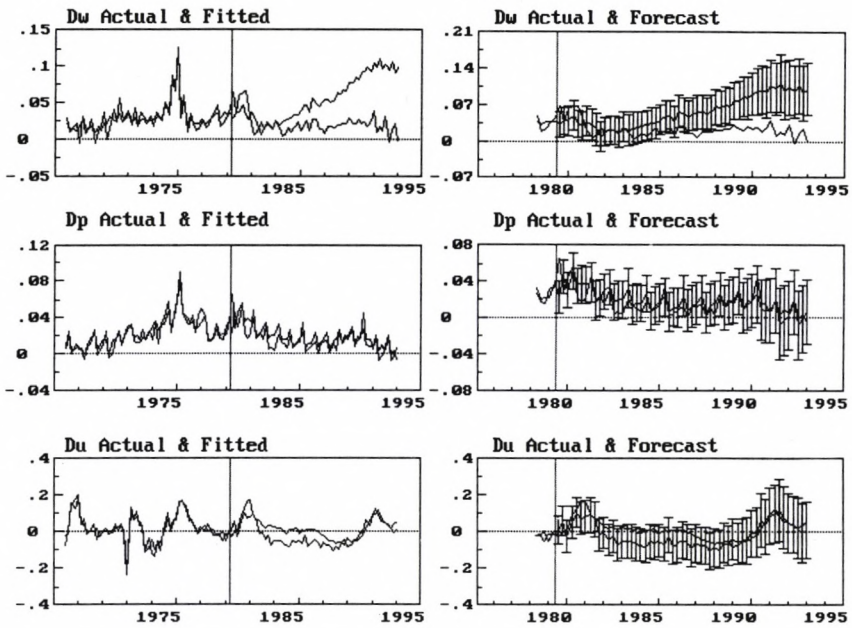 Dw Actual & Fitted
.15
.1
.05
0
-.05
1975 1985 1995
Dw Actual & Forecast
.21
.14
.07
0
-.07
1980 1985 1990 1995
Dp Actual & Fitted
.12
.08
.04
0
-.04
1975 1985 1995
Dp Actual & Forecast
.08
.04
0
-.04
-.08
1980 1985 1990 1995
Du Actual & Fitted
.4
.2
0
-.2
-.4
1975 1985 1995
Du Actual & Forecast
.4
.2
0
-.2
-.4
1980 1985 1990 1995